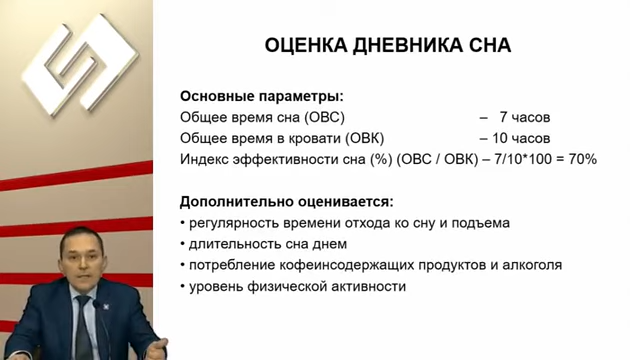 ОЦЕНКА ДНЕВНИКА СНА
Основные параметры:
Общее время сна (ОВС) – 7 часов
Общее время в кровати (ОВК) – 10 часов
Индекс эффективности сна (%) (ОВС / ОВК) – 7/10*100 = 70%
Дополнительно оценивается:
• регулярность времени отхода ко сну и подъема
• длительность сна днем
• потребление кофеинсодержащих продуктов и алкоголя
• уровень физической активности